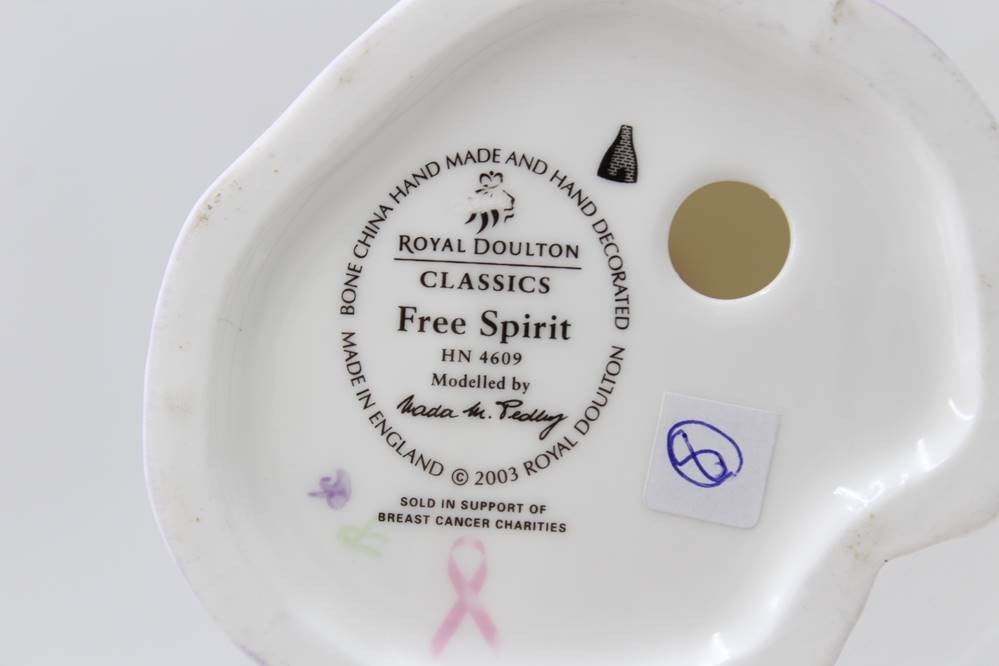 BONE CHINA HAND MADE AND HAND DECORATED
ROYAL DOULTON
CLASSICS
Free Spirit
HN 4609
Modelled by
Nada M. Pedley
MADE IN ENGLAND © 2003 ROYAL DOULTON
SOLD IN SUPPORT OF
BREAST CANCER CHARITIES
8